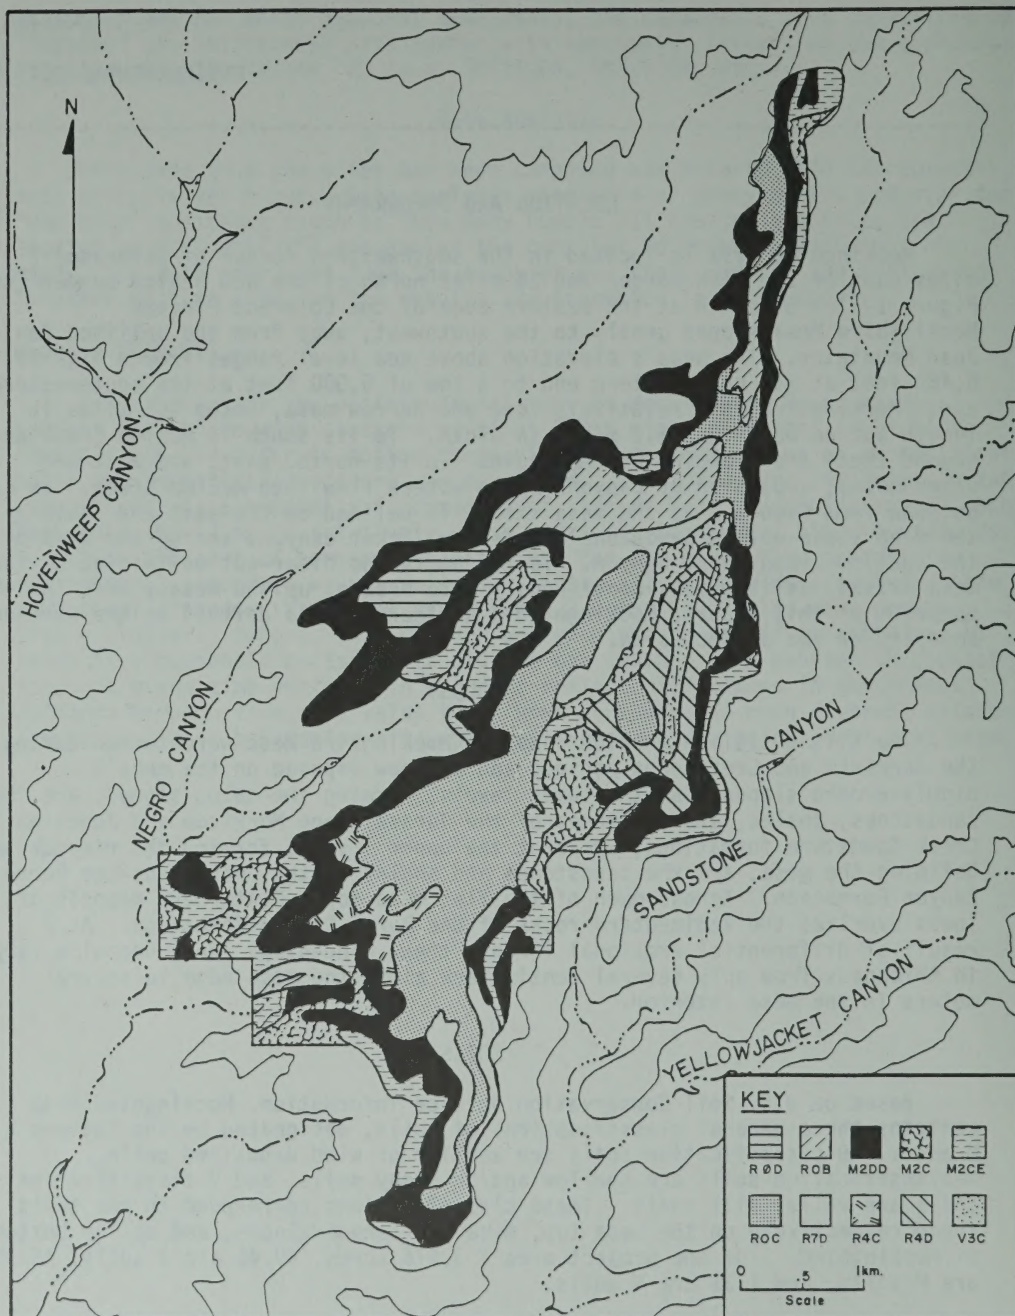 N
HOVENWEEP CANYON
NEGRO CANYON
SANDSTONE CANYON
YELLOWJACKET CANYON
KEY
RØD ROB M2DD M2C M2CE
ROC R7D R4C R4D V3C
0 5 1km.
Scale